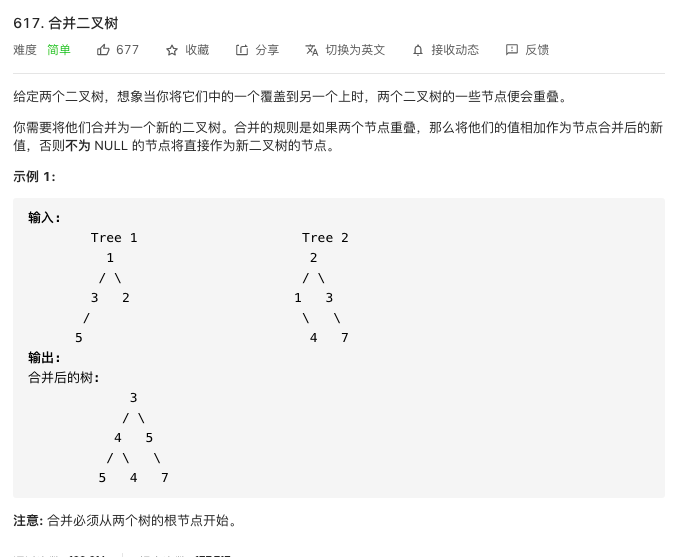 617. 合并二叉树
难度 简单 677 收藏 分享 切换为英文 接收动态 反馈
给定两个二叉树，想象当你将它们中的一个覆盖到另一个上时，两个二叉树的一些节点便会重叠。
你需要将他们合并为一个新的二叉树。合并的规则是如果两个节点重叠，那么将他们的值相加作为节点合并后的新
值，否则不为 NULL 的节点将直接作为新二叉树的节点。
示例 1:
输入:
Tree 1 Tree 2
1 2
/ \ / \
3 2 1 3
/ \ \
5 4 7
输出:
合并后的树:
3
/ \
4 5
/ \ \
5 4 7
注意: 合并必须从两个树的根节点开始。